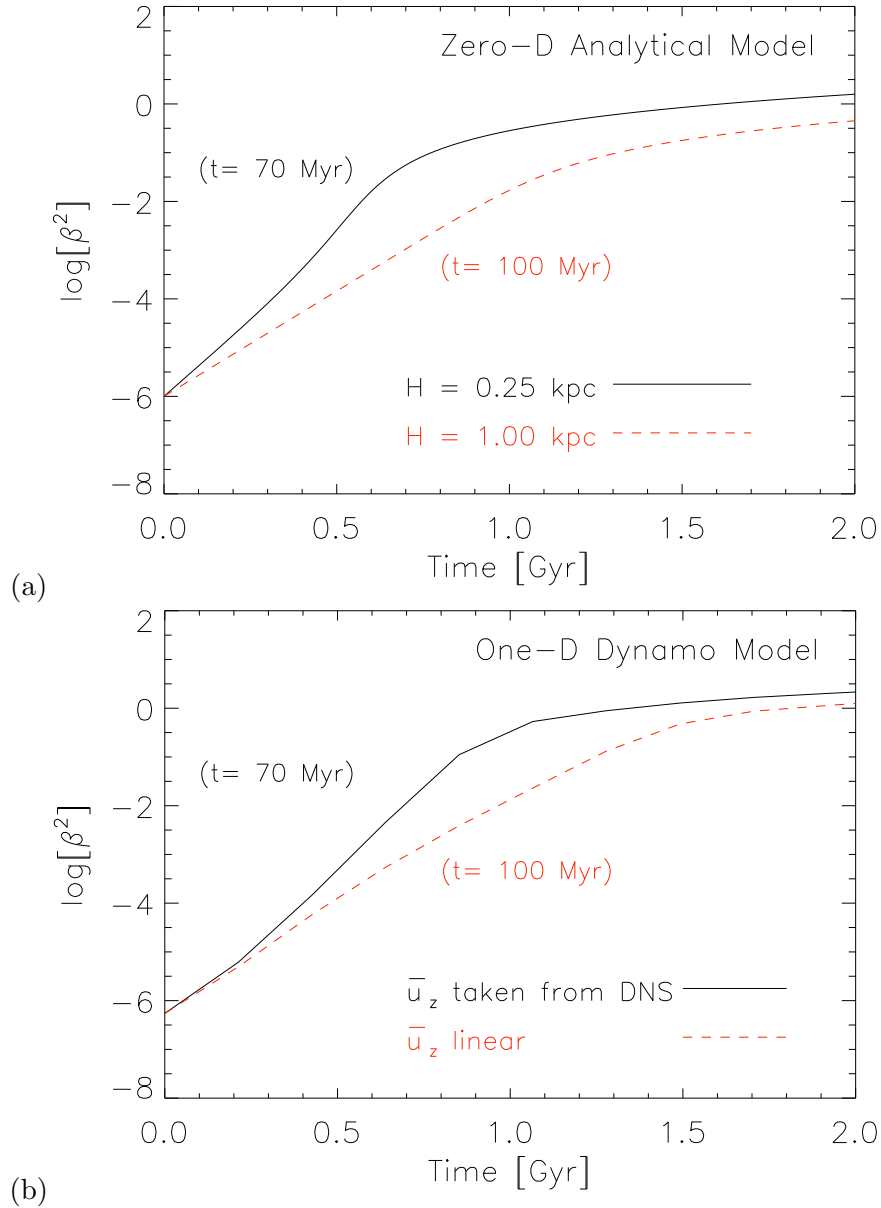 2
Zero-D Analytical Model
0
(t= 70 Myr)
log[β²]
−2
(t= 100 Myr)
−4
H = 0.25 kpc
−6
H = 1.00 kpc
−8
0.0 0.5 1.0 1.5 2.0
Time [Gyr]
(a)
2
One-D Dynamo Model
0
(t= 70 Myr)
log[β²]
−2
(t= 100 Myr)
−4
u̅_z taken from DNS
−6
u̅_z linear
−8
0.0 0.5 1.0 1.5 2.0
Time [Gyr]
(b)